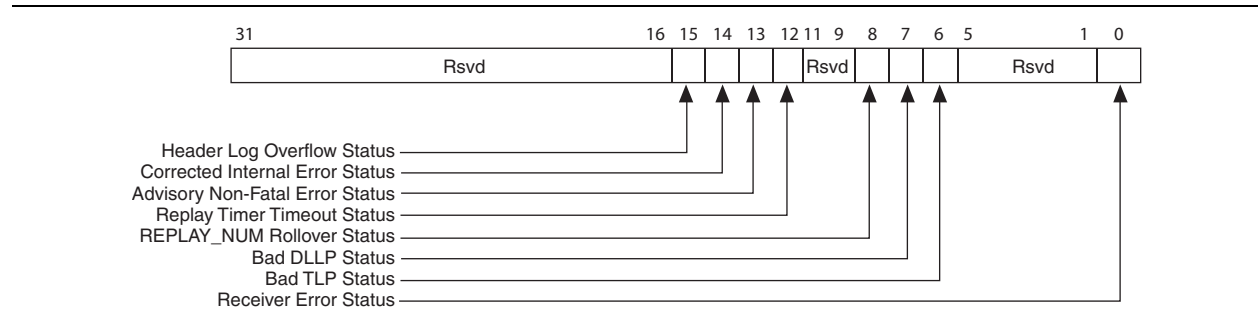 31 16 15 14 13 12 11 9 8 7 6 5 1 0
Rsvd Rsvd Rsvd
Header Log Overflow Status
Corrected Internal Error Status
Advisory Non-Fatal Error Status
Replay Timer Timeout Status
REPLAY_NUM Rollover Status
Bad DLLP Status
Bad TLP Status
Receiver Error Status